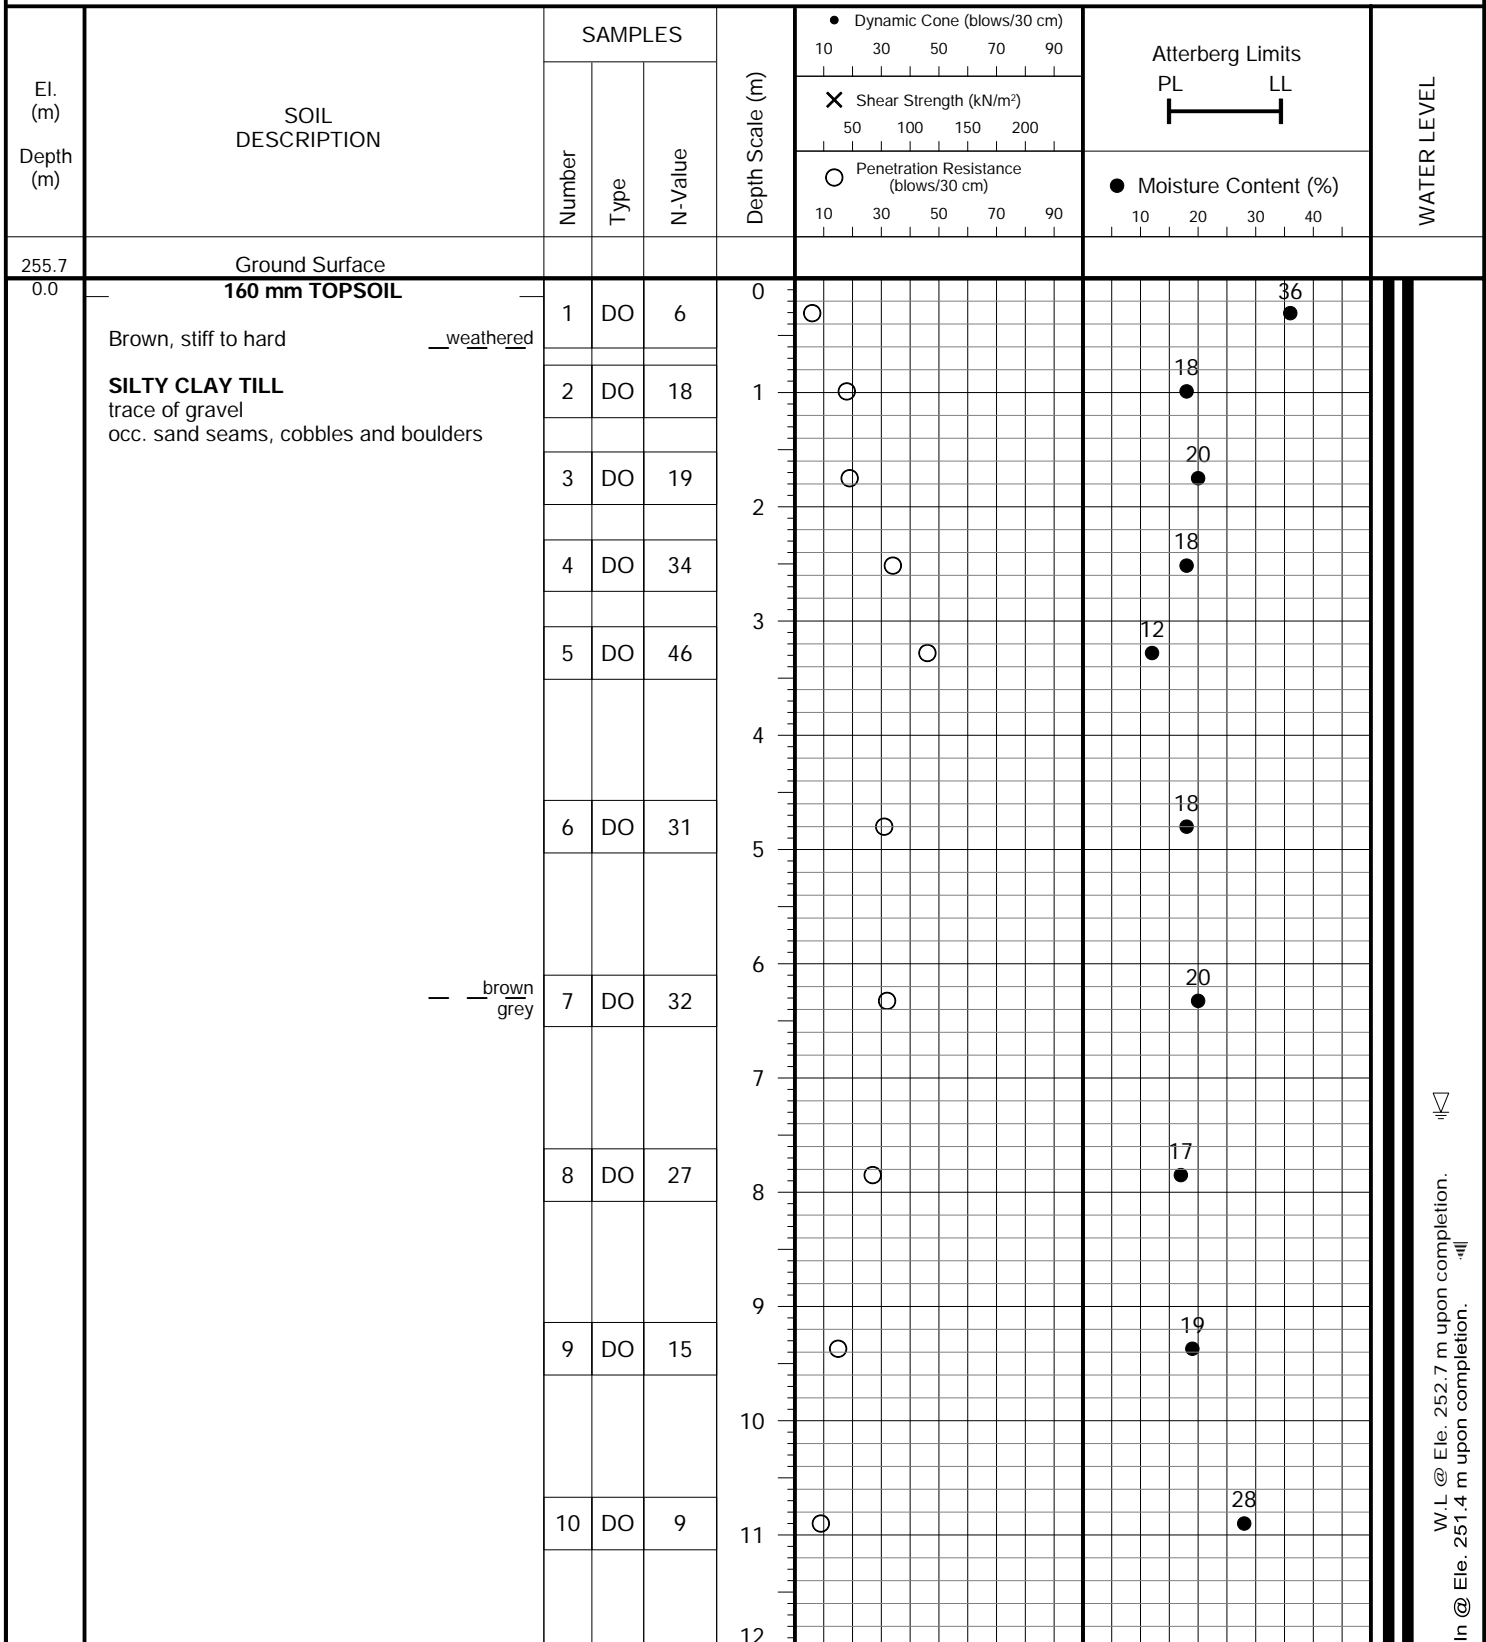 El.
(m)
Depth
(m)
SOIL
DESCRIPTION
SAMPLES
Number
Type
N-Value
Depth Scale (m)
Dynamic Cone (blows/30 cm)
10 30 50 70 90
Shear Strength (kN/m²)
50 100 150 200
Penetration Resistance
(blows/30 cm)
10 30 50 70 90
Atterberg Limits
PL LL
Moisture Content (%)
10 20 30 40
WATER LEVEL
255.7 Ground Surface
0.0 160 mm TOPSOIL 0 36
1 DO 6
Brown, stiff to hard weathered
SILTY CLAY TILL
trace of gravel
occ. sand seams, cobbles and boulders
18
2 DO 18 1
20
3 DO 19
2
18
4 DO 34
3
12
5 DO 46
4
18
6 DO 31
5
6
20
brown
grey
7 DO 32
7
17
8 DO 27
8
9
19
9 DO 15
10
28
10 DO 9
11
12
W.L @ Ele. 252.7 m upon completion.
In @ Ele. 251.4 m upon completion.